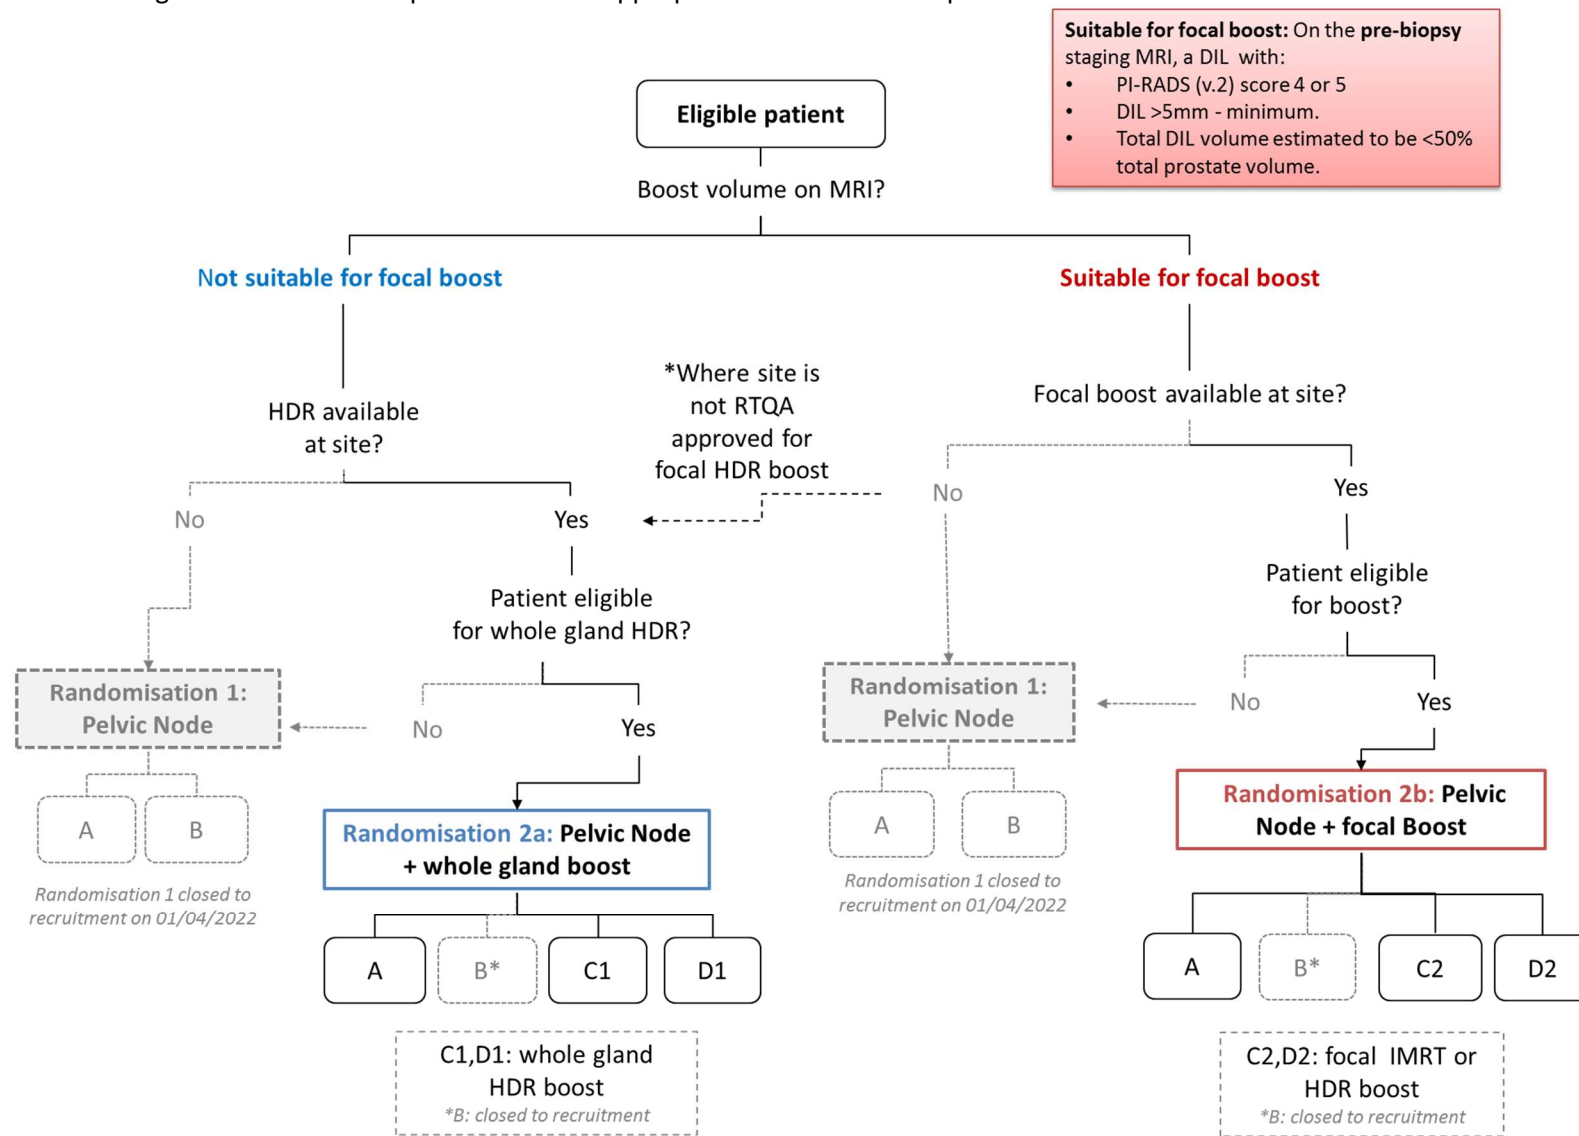 Suitable for focal boost: On the pre-biopsy
staging MRI, a DIL with:
• PI-RADS (v.2) score 4 or 5
• DIL >5mm - minimum.
• Total DIL volume estimated to be <50%
total prostate volume.
Eligible patient
Boost volume on MRI?
Not suitable for focal boost
Suitable for focal boost
HDR available
at site?
*Where site is
not RTQA
approved for
focal HDR boost
Focal boost available at site?
No
Yes
No
Yes
Patient eligible
for whole gland HDR?
Patient eligible
for boost?
Randomisation 1:
Pelvic Node
No
Yes
Randomisation 1:
Pelvic Node
No
Yes
A
B
Randomisation 1 closed to
recruitment on 01/04/2022
Randomisation 2a: Pelvic Node
+ whole gland boost
A
B
Randomisation 1 closed to
recruitment on 01/04/2022
Randomisation 2b: Pelvic
Node + focal Boost
A
B*
C1
D1
A
B*
C2
D2
C1,D1: whole gland
HDR boost
*B: closed to recruitment
C2,D2: focal IMRT or
HDR boost
*B: closed to recruitment